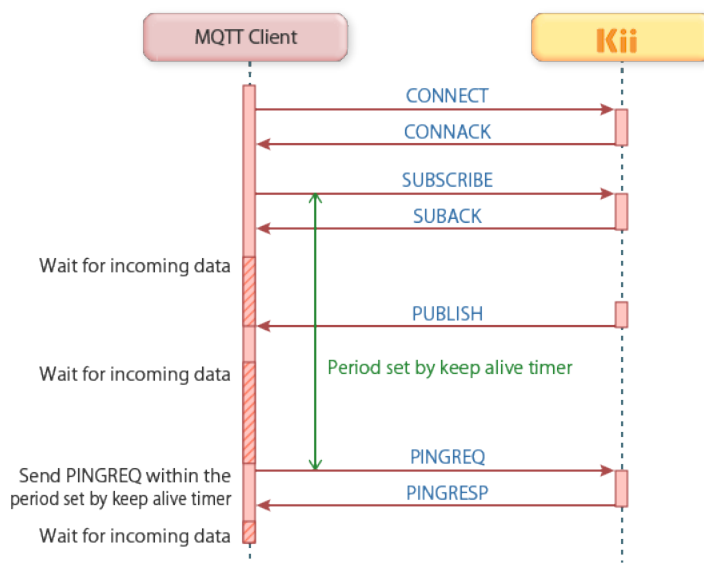 MQTT Client
Kii
CONNECT
CONNACK
SUBSCRIBE
SUBACK
Wait for incoming data
PUBLISH
Period set by keep alive timer
Wait for incoming data
PINGREQ
Send PINGREQ within the
period set by keep alive timer
PINGRESP
Wait for incoming data